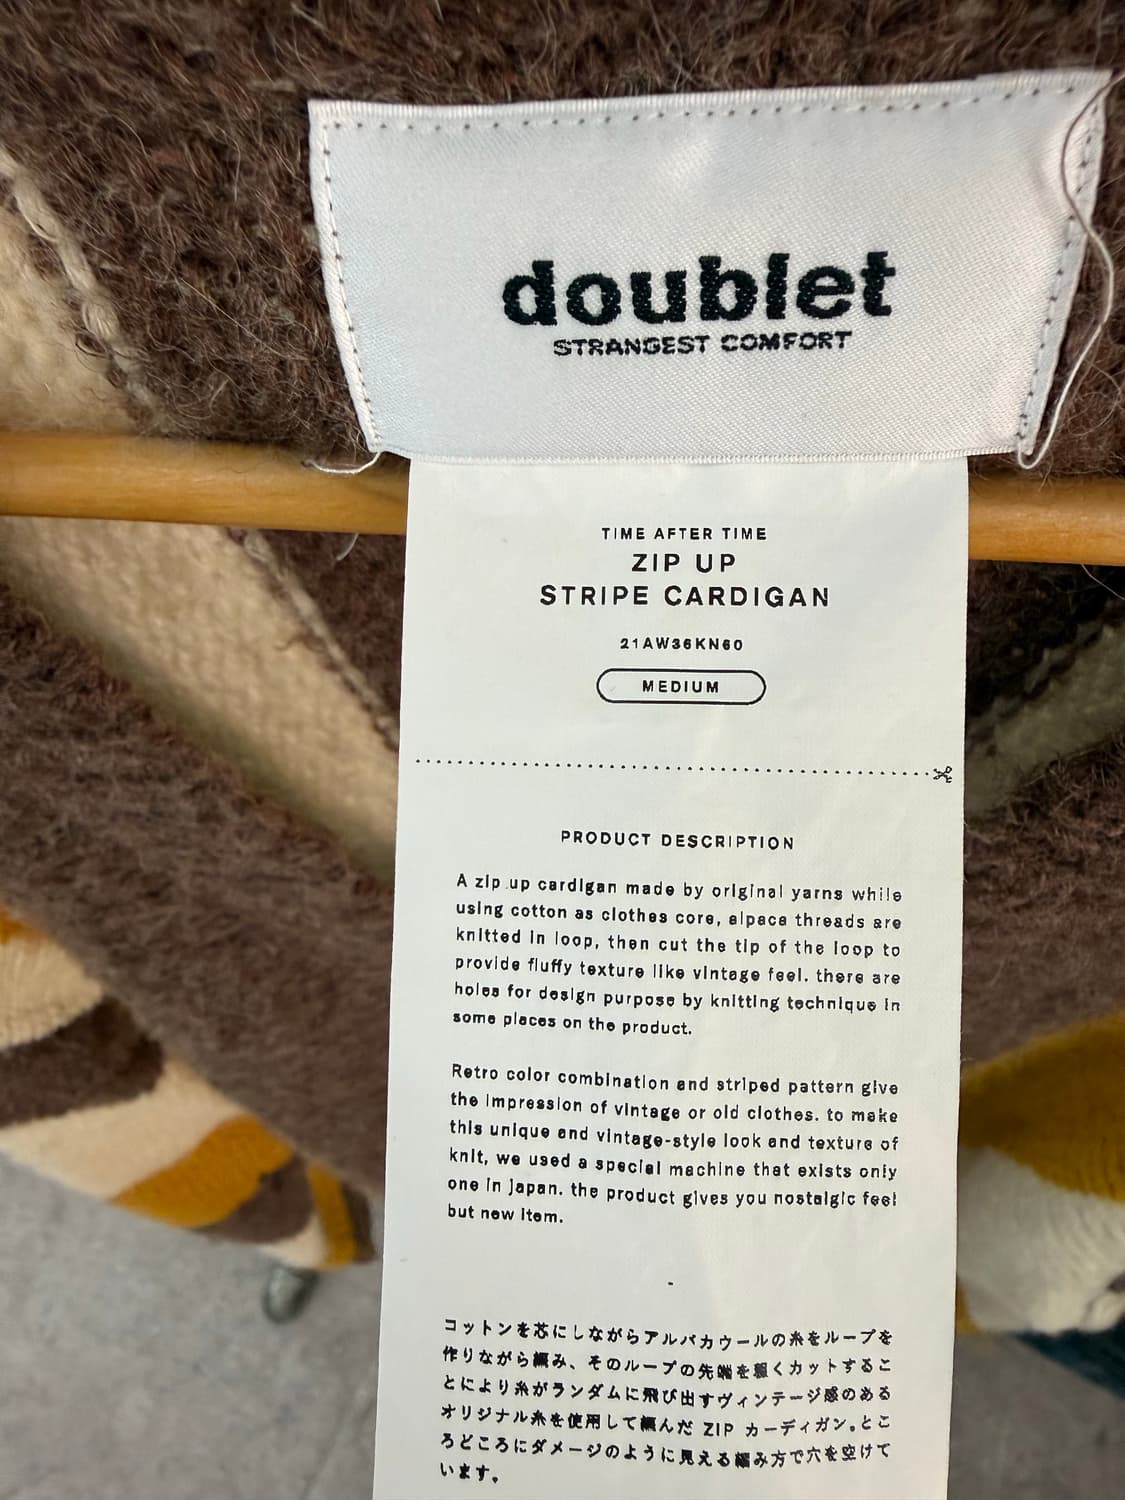 doublet
STRANGEST COMFORT
TIME AFTER TIME
ZIP UP
STRIPE CARDIGAN
21AW36KN60
MEDIUM
PRODUCT DESCRIPTION
A zip up cardigan made by original yarns while
using cotton as clothes core, alpaca threads are
knitted in loop, then cut the tip of the loop to
provide fluffy texture like vintage feel. there are
holes for design purpose by knitting technique in
some places on the product.
Retro color combination and striped pattern give
the impression of vintage or old clothes. to make
this unique and vintage-style look and texture of
knit, we used a special machine that exists only
one in japan. the product gives you nostalgic feel
but new item.
-
コットンを芯にしながらアルパカウールの糸をループを
作りながら編み、そのループの先端を粗くカットするこ
とにより糸がランダムに飛び出すヴィンテージ感のある
オリジナル糸を使用して編んだ ZIP カーディガン。とこ
ろどころにダメージのように見える編み方で穴を空けて
います。